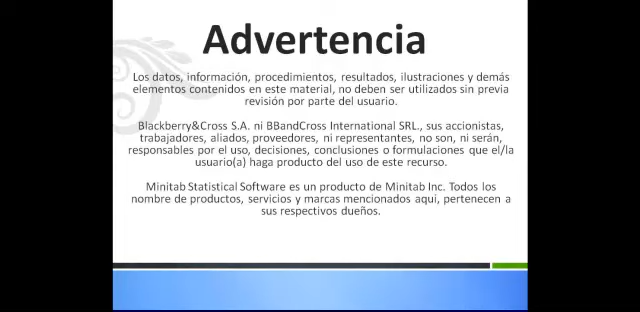 Advertencia
Los datos, información, procedimientos, resultados, ilustraciones y demás
elementos contenidos en este material, no deben ser utilizados sin previa
revisión por parte del usuario.
Blackberry&Cross S.A. ni BBandCross International SRL., sus accionistas,
trabajadores, aliados, proveedores, ni representantes, no son, ni serán,
responsables por el uso, decisiones, conclusiones o formulaciones que el/la
usuario(a) haga producto del uso de este recurso.
Minitab Statistical Software es un producto de Minitab Inc. Todos los
nombre de productos, servicios y marcas mencionados aquí, pertenecen a
sus respectivos dueños.